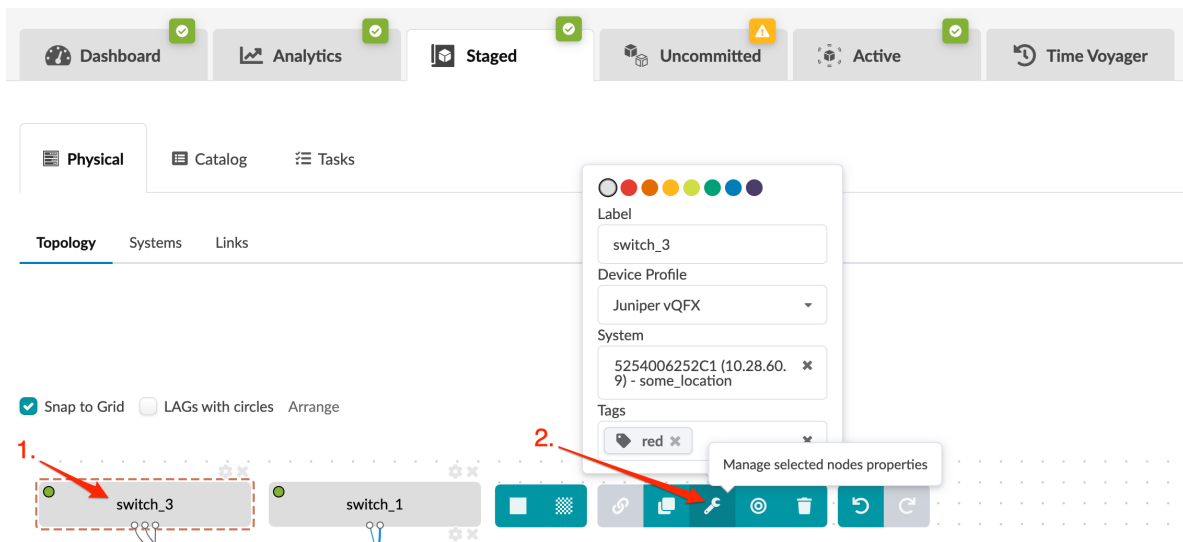 Dashboard
Analytics
Staged
Uncommitted
Active
Time Voyager
Physical
Catalog
Tasks
Topology
Systems
Links
Label
switch_3
Device Profile
Juniper vQFX
System
5254006252C1 (10.28.60.
9) - some_location
Tags
red
Manage selected nodes properties
Snap to Grid
LAGs with circles
Arrange
1.
2.
switch_3
switch_1